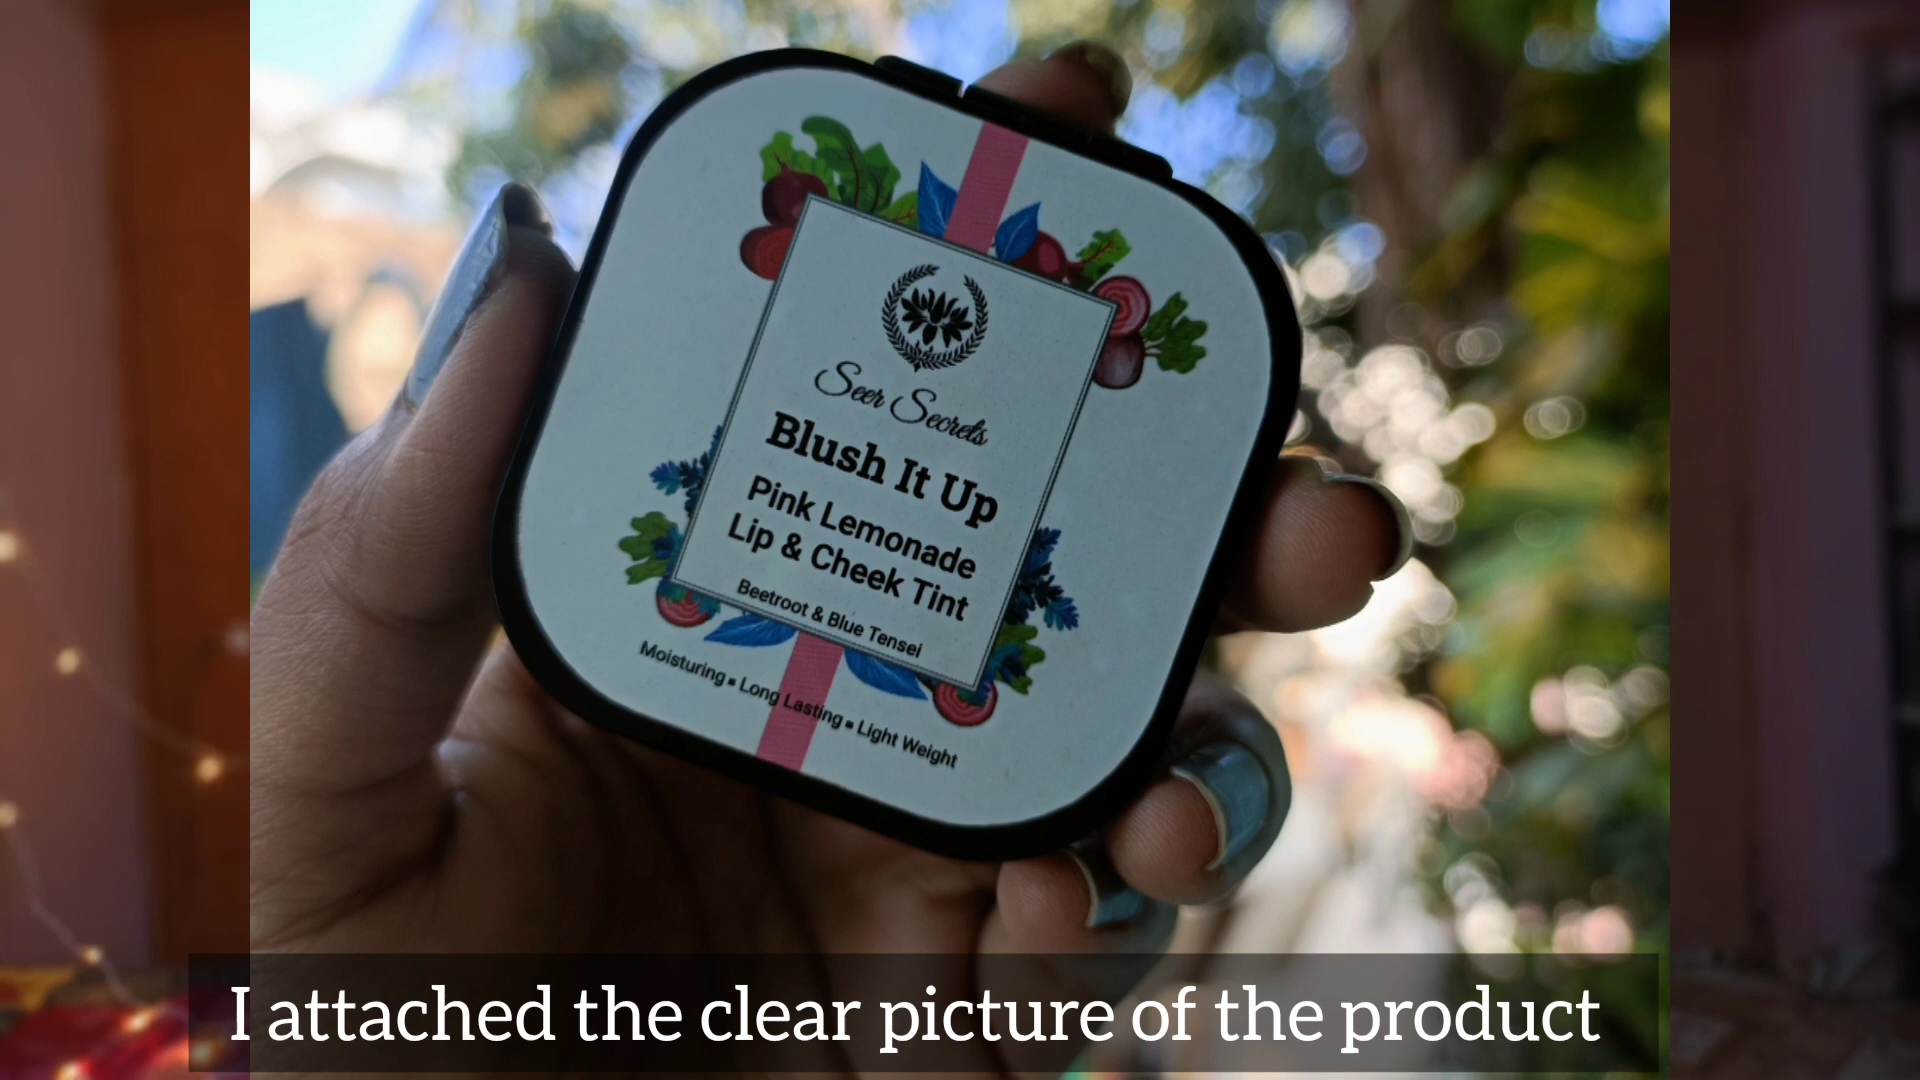 Seer Secrets
Blush It Up
Pink Lemonade
Lip & Cheek Tint
Beetroot & Blue Tensei
Moisturing ▪ Long Lasting ▪ Light Weight
I attached the clear picture of the product